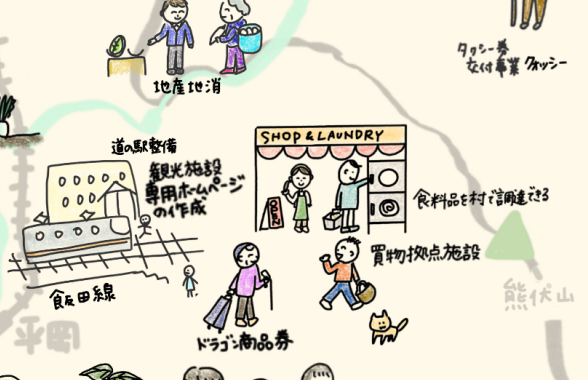 地産地消
タクシー券
交付事業 クォッシー
道の駅整備
観光施設
専用ホームページ
の作成
SHOP & LAUNDRY
OPEN
食料品を村で調達できる
買物拠点施設
熊伏山
飯田線
平岡
ドラゴン商品券